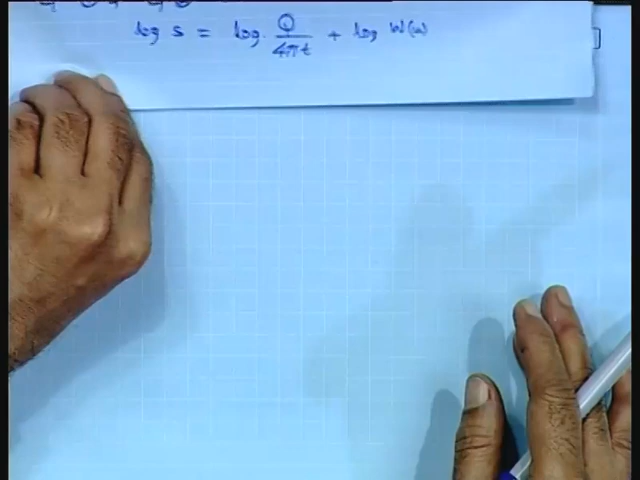 log s = log. Q/4πt + log W(u)